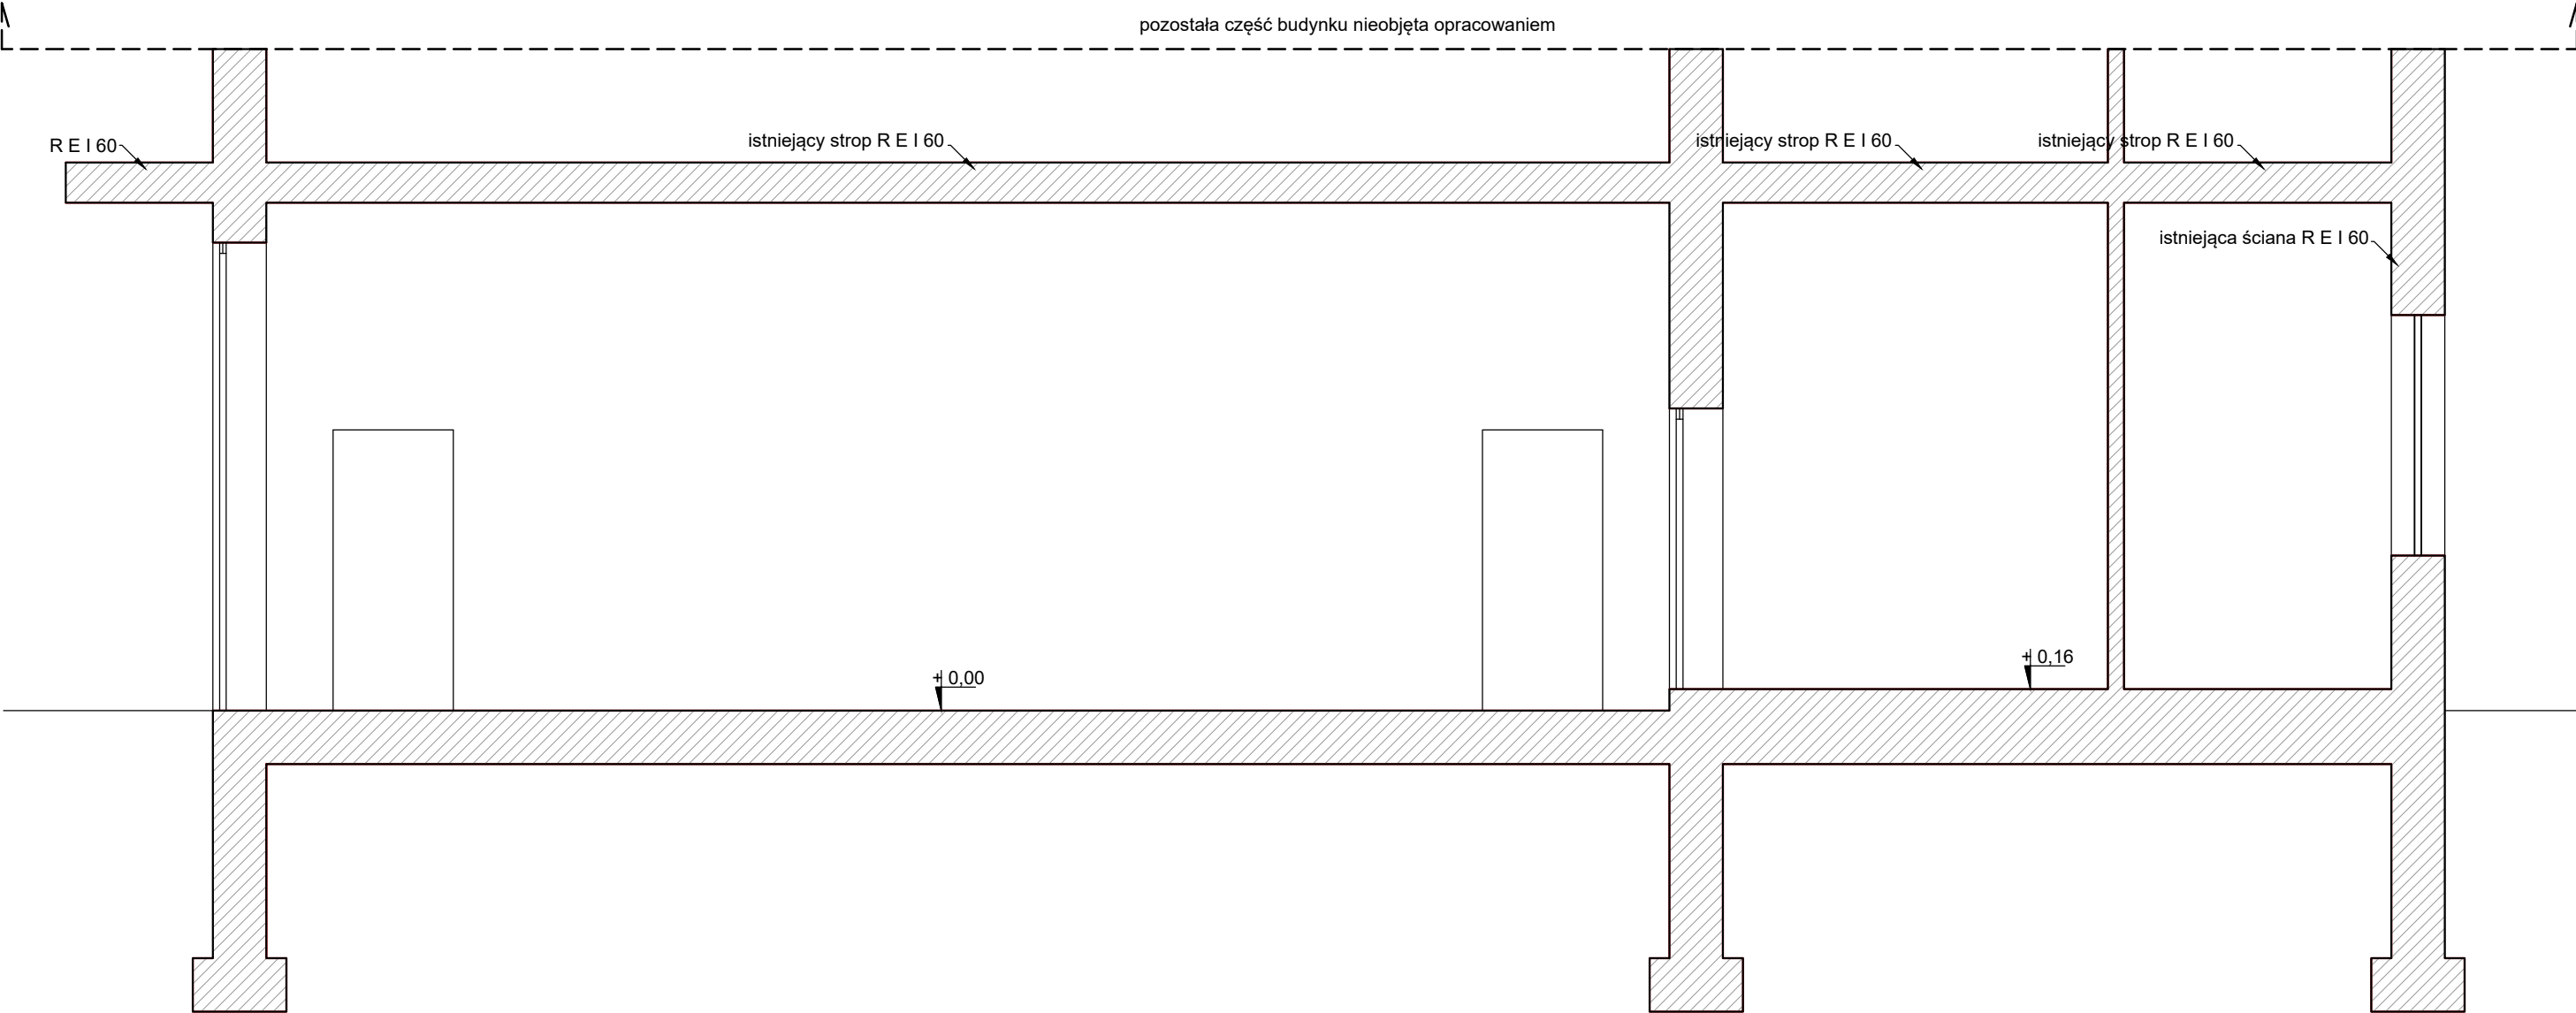 pozostała część budynku nieobjęta opracowaniem
R E I 60
istniejący strop R E I 60
istniejący strop R E I 60
istniejący strop R E I 60
istniejąca ściana R E I 60
+ 0,00
+ 0,16